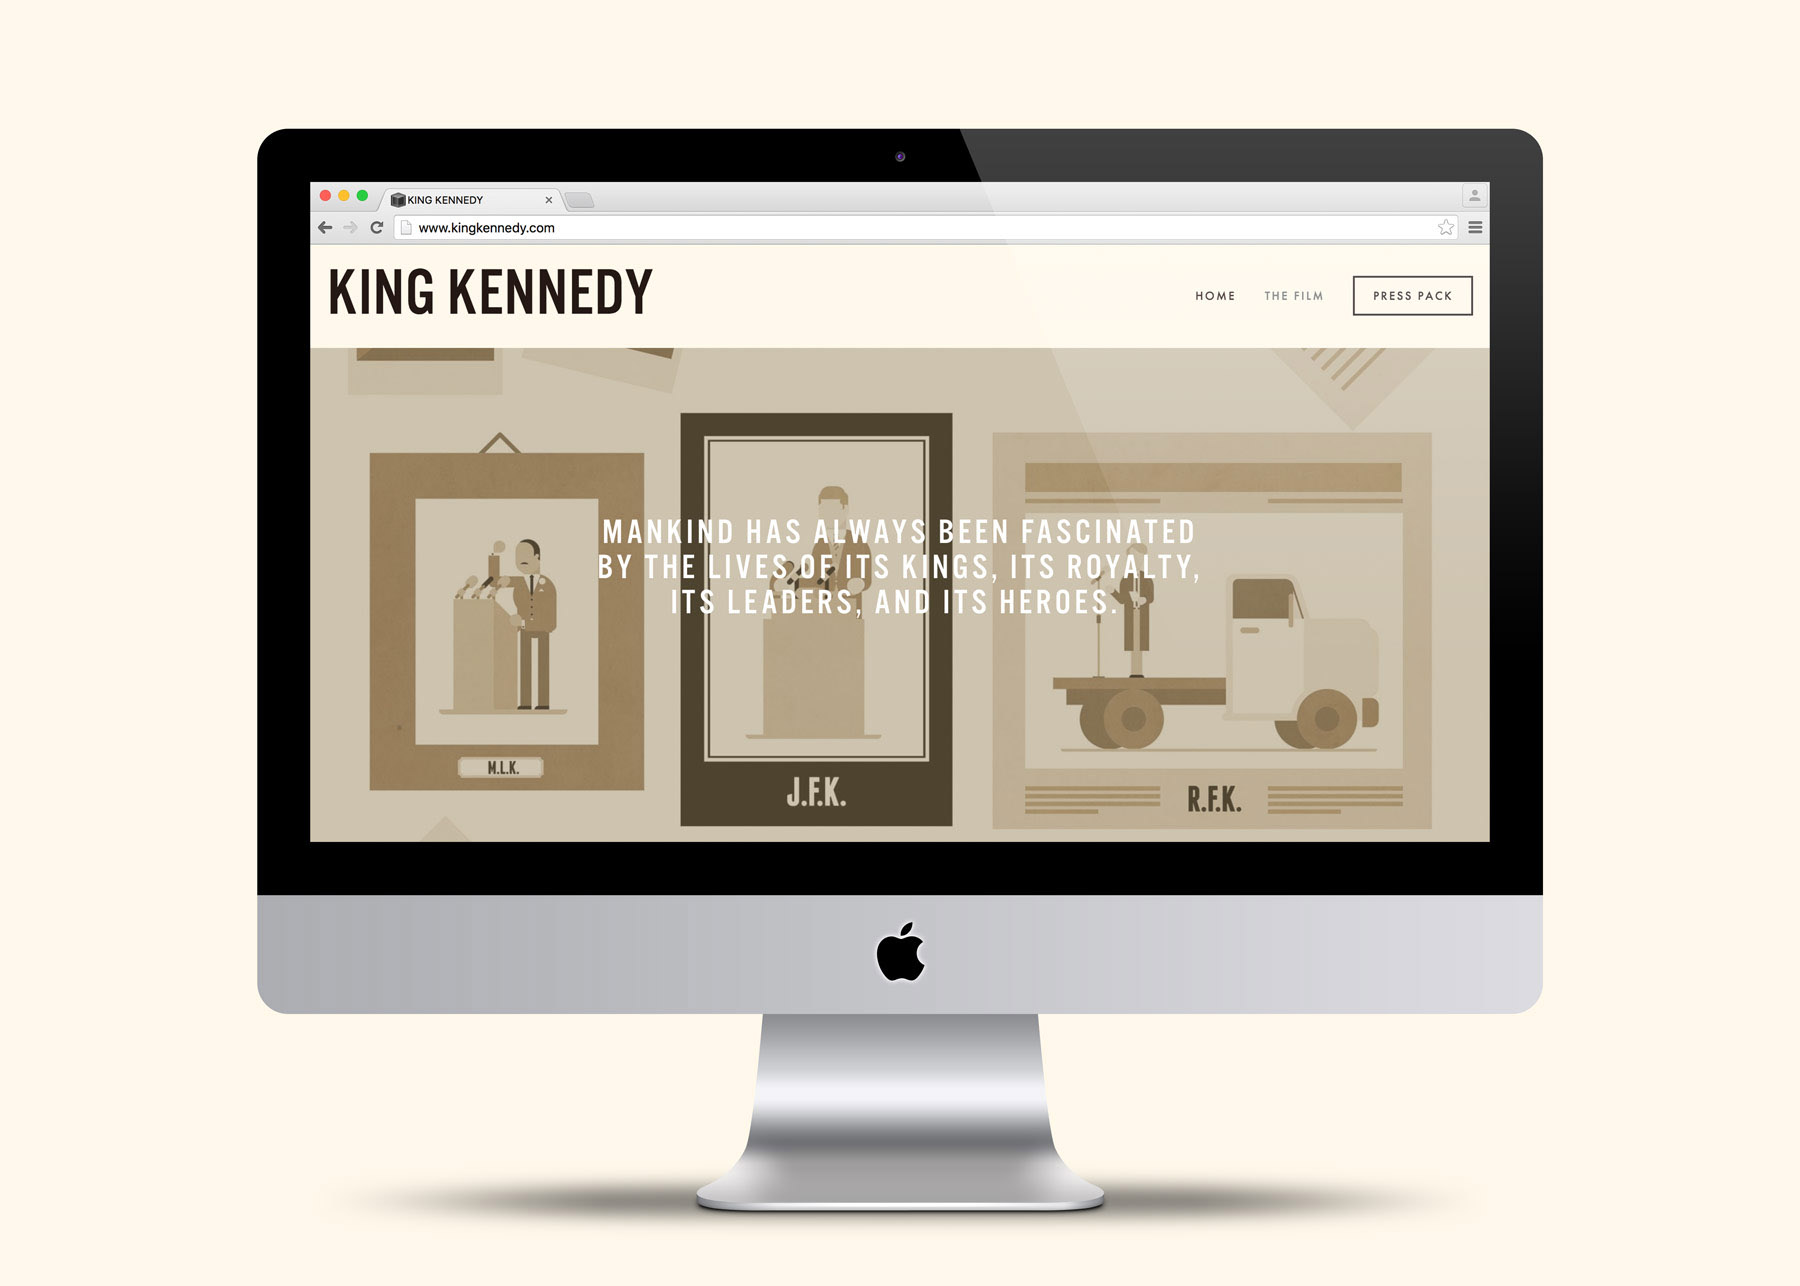 KING KENNEDY
www.kingkennedy.com
KING KENNEDY
HOME THE FILM PRESS PACK
MANKIND HAS ALWAYS BEEN FASCINATED
BY THE LIVES OF ITS KINGS, ITS ROYALTY,
ITS LEADERS, AND ITS HEROES.
M.L.K.
J.F.K.
R.F.K.